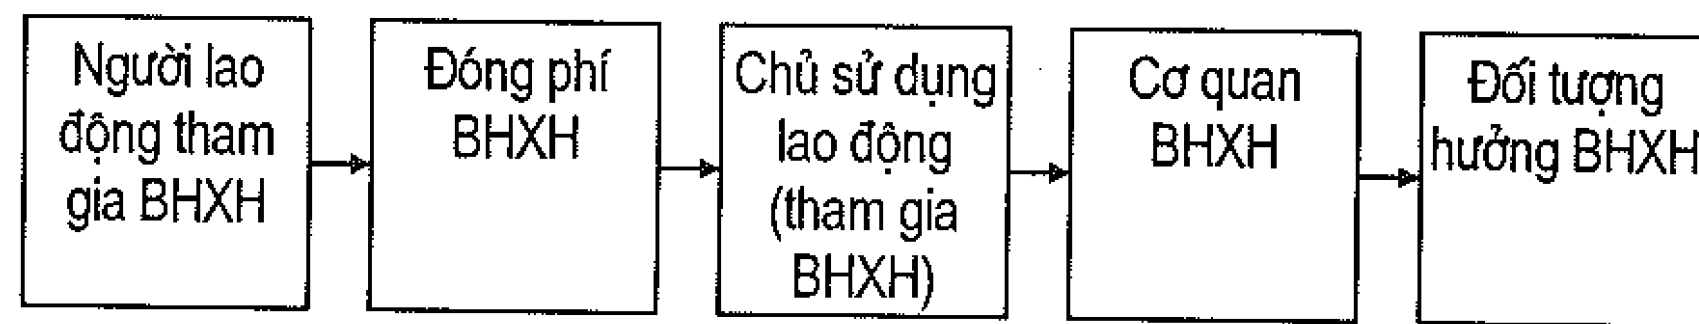 Người lao
động tham
gia BHXH
Đóng phí
BHXH
Chủ sử dụng
lao động
(tham gia
BHXH)
Cơ quan
BHXH
Đối tượng
hưởng BHXH